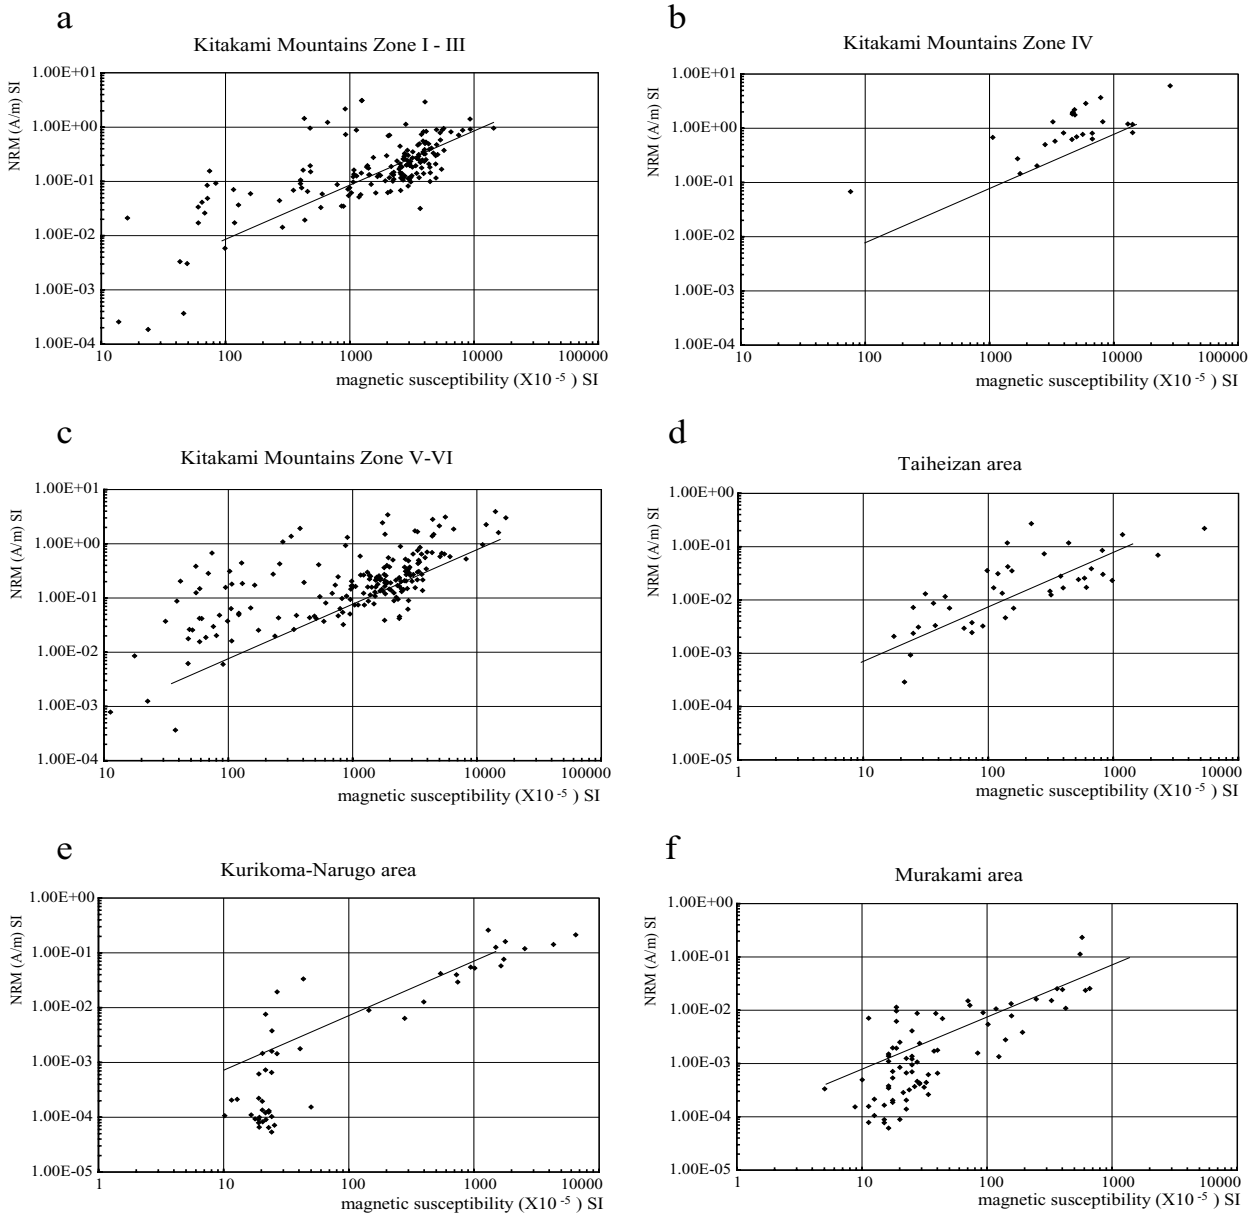 a
Kitakami Mountains Zone I - III
NRM (A/m) SI
1.00E+01
1.00E+00
1.00E-01
1.00E-02
1.00E-03
1.00E-04
10 100 1000 10000 100000
magnetic susceptibility (X10 -5 ) SI
b
Kitakami Mountains Zone IV
NRM (A/m) SI
1.00E+01
1.00E+00
1.00E-01
1.00E-02
1.00E-03
1.00E-04
10 100 1000 10000 100000
magnetic susceptibility (X10 -5 ) SI
c
Kitakami Mountains Zone V-VI
NRM (A/m) SI
1.00E+01
1.00E+00
1.00E-01
1.00E-02
1.00E-03
1.00E-04
10 100 1000 10000 100000
magnetic susceptibility (X10 -5 ) SI
d
Taiheizan area
NRM (A/m) SI
1.00E+00
1.00E-01
1.00E-02
1.00E-03
1.00E-04
1.00E-05
1 10 100 1000 10000
magnetic susceptibility (X10 -5 ) SI
e
Kurikoma-Narugo area
NRM (A/m) SI
1.00E+00
1.00E-01
1.00E-02
1.00E-03
1.00E-04
1.00E-05
1 10 100 1000 10000
magnetic susceptibility (X10 -5 ) SI
f
Murakami area
NRM (A/m) SI
1.00E+00
1.00E-01
1.00E-02
1.00E-03
1.00E-04
1.00E-05
1 10 100 1000 10000
magnetic susceptibility (X10 -5 ) SI